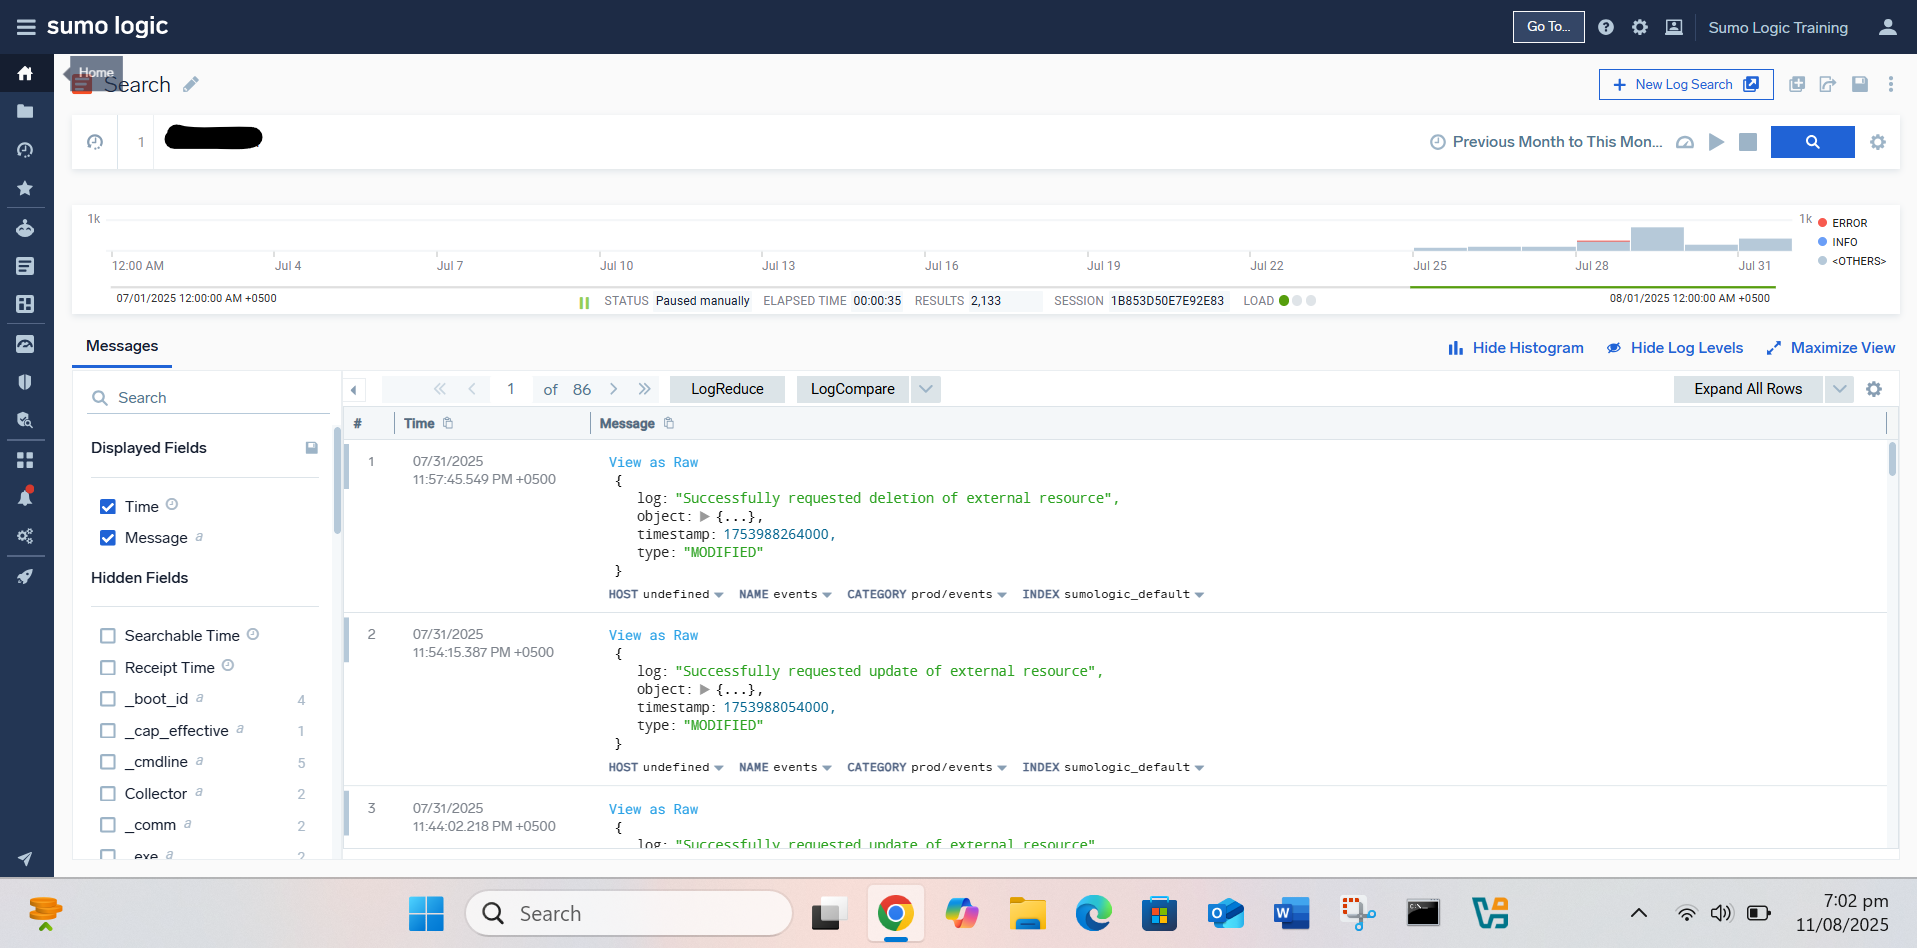 sumo logic
Go To...
Sumo Logic Training
Home
Search
New Log Search
1
Previous Month to This Mon...
1k
1k
ERROR
INFO
<OTHERS>
12:00 AM Jul 4 Jul 7 Jul 10 Jul 13 Jul 16 Jul 19 Jul 22 Jul 25 Jul 28 Jul 31
07/01/2025 12:00:00 AM +0500
STATUS Paused manually ELAPSED TIME 00:00:35 RESULTS 2,133 SESSION 1B853D50E7E92E83 LOAD
08/01/2025 12:00:00 AM +0500
Messages
Hide Histogram Hide Log Levels Maximize View
Search
Displayed Fields
Time
Message a
Hidden Fields
Searchable Time
Receipt Time
_boot_id a 4
_cap_effective a 1
_cmdline a 5
Collector a 2
_comm a 2
_exe a 2
1 of 86
LogReduce LogCompare
Expand All Rows
# Time Message
1 07/31/2025
11:57:45.549 PM +0500
View as Raw
{
log: "Successfully requested deletion of external resource",
object: {...},
timestamp: 1753988264000,
type: "MODIFIED"
}
HOST undefined NAME events CATEGORY prod/events INDEX sumologic_default
2 07/31/2025
11:54:15.387 PM +0500
View as Raw
{
log: "Successfully requested update of external resource",
object: {...},
timestamp: 1753988054000,
type: "MODIFIED"
}
HOST undefined NAME events CATEGORY prod/events INDEX sumologic_default
3 07/31/2025
11:44:02.218 PM +0500
View as Raw
{
log: "Successfully requested update of external resource"
Search
7:02 pm
11/08/2025